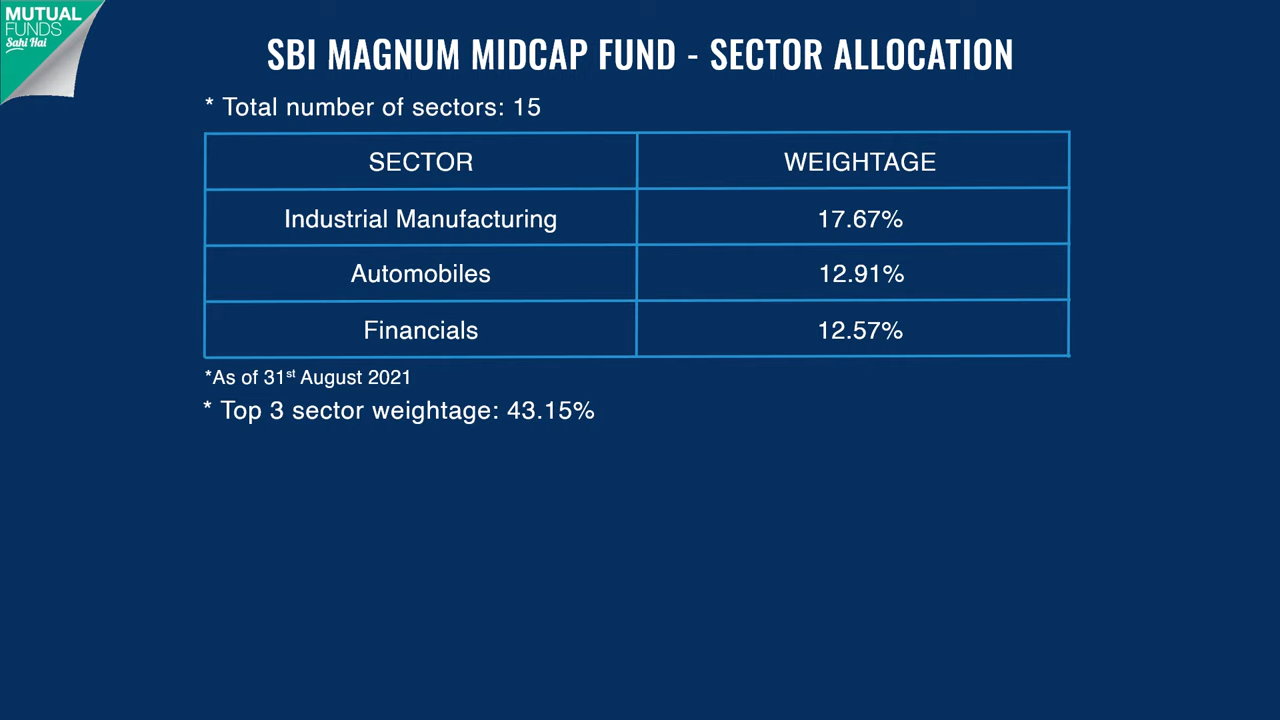 MUTUAL
FUNDS
Sahi Hai
SBI MAGNUM MIDCAP FUND - SECTOR ALLOCATION
* Total number of sectors: 15
SECTOR WEIGHTAGE
Industrial Manufacturing 17.67%
Automobiles 12.91%
Financials 12.57%
*As of 31st August 2021
* Top 3 sector weightage: 43.15%